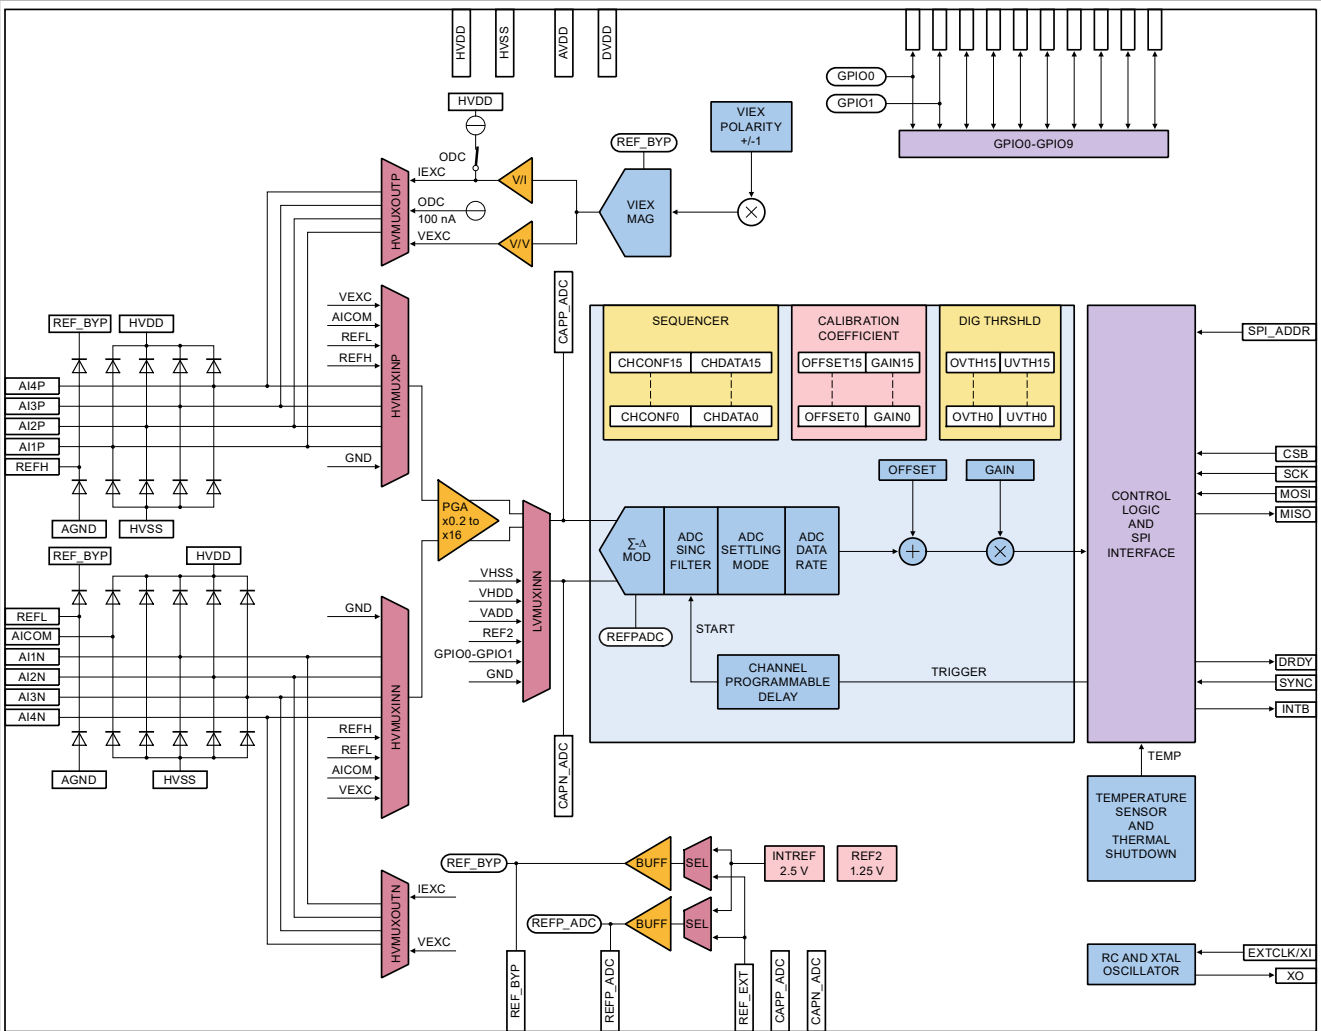 HVDD
HVSS
AVDD
DVDD
GPIO0
GPIO1
GPIO0-GPIO9
HVDD
ODC
IEXC
ODC
100 nA
VEXC
HVMUXOUTP
V/I
V/V
REF_BYP
VIEX
MAG
VIEX
POLARITY
+/-1
REF_BYP
HVDD
AI4P
AI3P
AI2P
AI1P
REFH
AGND
HVSS
VEXC
AICOM
REFL
REFH
GND
HVMUXINP
PGA
x0.2 to
x16
CAPP_ADC
REF_BYP
HVDD
REFL
AICOM
AI1N
AI2N
AI3N
AI4N
AGND
HVSS
GND
REFH
REFL
AICOM
VEXC
HVMUXINN
VHSS
VHDD
VADD
REF2
GPIO0-GPIO1
GND
LVMUXINN
CAPN_ADC
SEQUENCER
CHCONF15 CHDATA15
CHCONF0 CHDATA0
CALIBRATION
COEFFICIENT
OFFSET15 GAIN15
OFFSET0 GAIN0
DIG THRSHLD
OVTH15 UVTH15
OVTH0 UVTH0
OFFSET
GAIN
∑-Δ
MOD
ADC
SINC
FILTER
ADC
SETTLING
MODE
ADC
DATA
RATE
REFPADC
START
CHANNEL
PROGRAMMABLE
DELAY
TRIGGER
CONTROL
LOGIC
AND
SPI
INTERFACE
SPI_ADDR
CSB
SCK
MOSI
MISO
DRDY
SYNC
INTB
TEMP
TEMPERATURE
SENSOR
AND
THERMAL
SHUTDOWN
RC AND XTAL
OSCILLATOR
EXTCLK/XI
XO
HVMUXOUTN
IEXC
VEXC
REF_BYP
BUFF
SEL
INTREF
2.5 V
REF2
1.25 V
REFP_ADC
BUFF
SEL
REF_BYP
REFP_ADC
REF_EXT
CAPP_ADC
CAPN_ADC